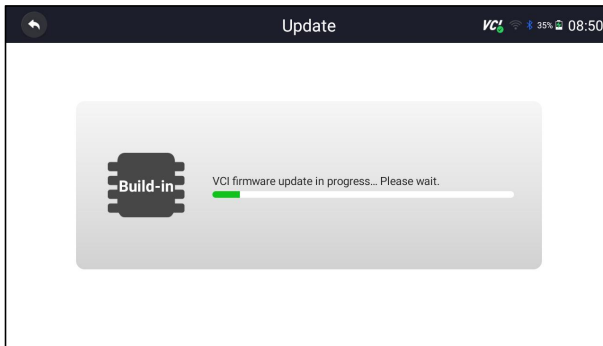 Update
VCI 35% 08:50
Build-in
VCI firmware update in progress... Please wait.